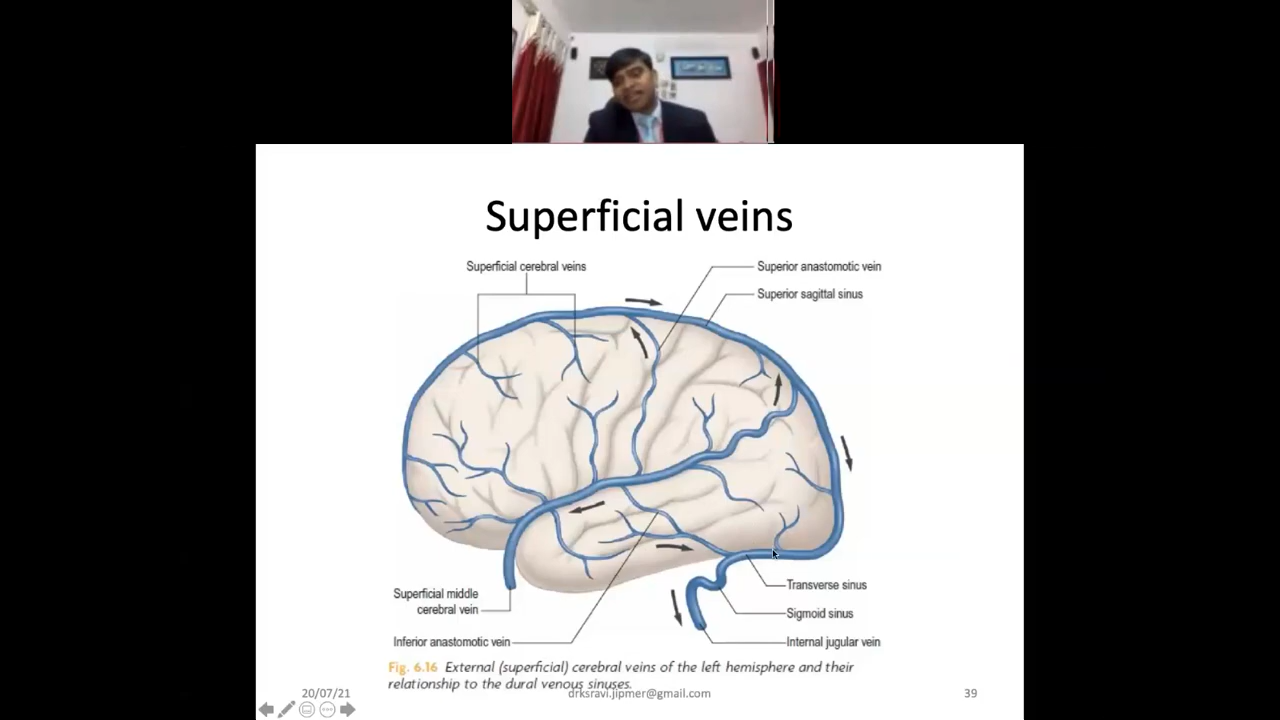 Superficial veins
Superficial cerebral veins
Superior anastomotic vein
Superior sagittal sinus
Superficial middle
cerebral vein
Inferior anastomotic vein
Transverse sinus
Sigmoid sinus
Internal jugular vein
Fig. 6.16 External (superficial) cerebral veins of the left hemisphere and their
relationship to the dural venous sinuses.
20/07/21
drksravi.jipmer@gmail.com
39